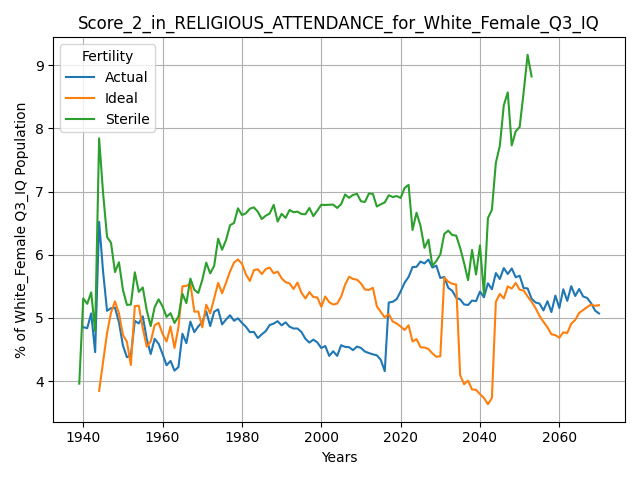 Score_2_in_RELIGIOUS_ATTENDANCE_for_White_Female_Q3_IQ
Fertility
Actual
Ideal
Sterile
% of White_Female Q3_IQ Population
9
8
7
6
5
4
1940 1960 1980 2000 2020 2040 2060
Years